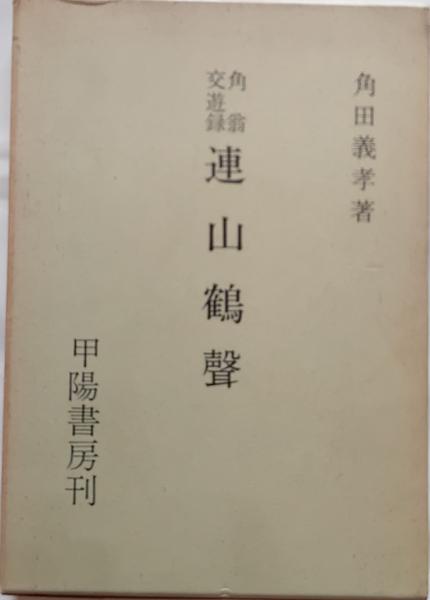 角田義孝著
角翁
交遊録
連山鶴聲
甲陽書房刊